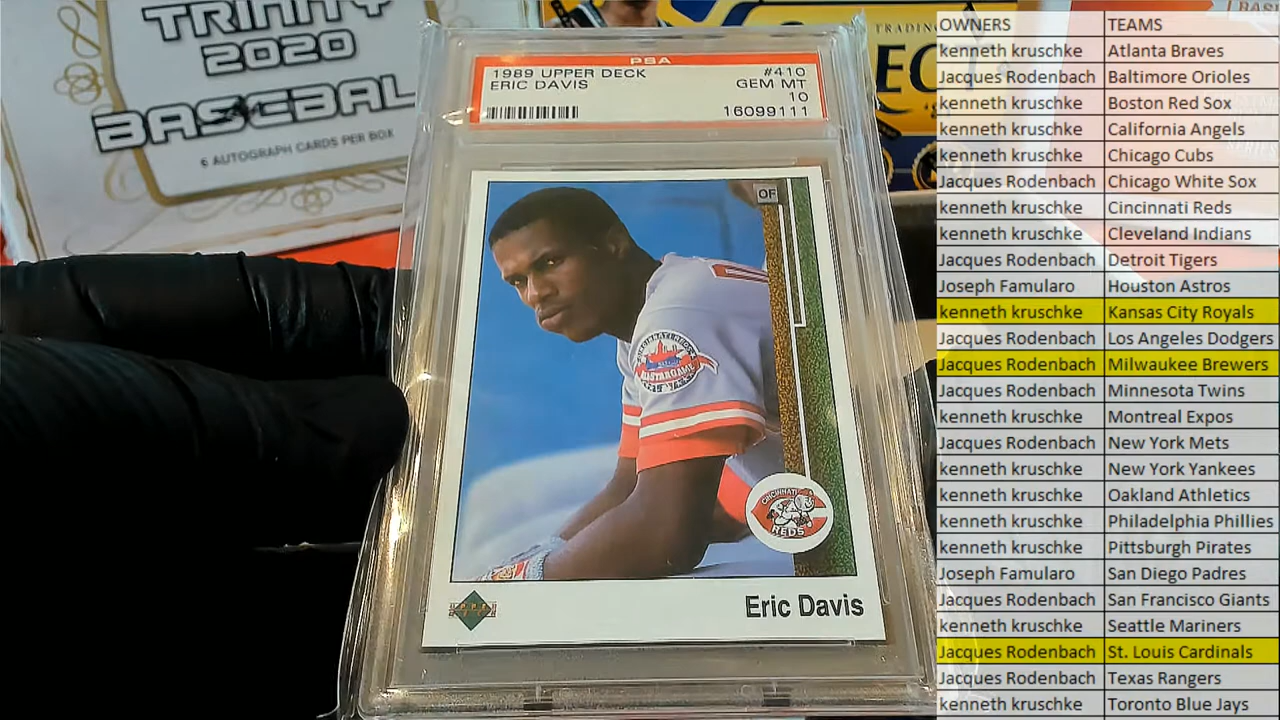 TRINITY
2020
BASEBAL
6 AUTOGRAPH CARDS PER BOX
TRADIN
PSA
1989 UPPER DECK #410
ERIC DAVIS GEM MT
10
16099111
OF
CINCINNATI
REDS
Eric Davis
OWNERS TEAMS
kenneth kruschke Atlanta Braves
Jacques Rodenbach Baltimore Orioles
kenneth kruschke Boston Red Sox
kenneth kruschke California Angels
kenneth kruschke Chicago Cubs
Jacques Rodenbach Chicago White Sox
kenneth kruschke Cincinnati Reds
kenneth kruschke Cleveland Indians
Jacques Rodenbach Detroit Tigers
Joseph Famularo Houston Astros
kenneth kruschke Kansas City Royals
Jacques Rodenbach Los Angeles Dodgers
Jacques Rodenbach Milwaukee Brewers
Jacques Rodenbach Minnesota Twins
kenneth kruschke Montreal Expos
Jacques Rodenbach New York Mets
kenneth kruschke New York Yankees
kenneth kruschke Oakland Athletics
kenneth kruschke Philadelphia Phillies
kenneth kruschke Pittsburgh Pirates
Joseph Famularo San Diego Padres
Jacques Rodenbach San Francisco Giants
kenneth kruschke Seattle Mariners
Jacques Rodenbach St. Louis Cardinals
Jacques Rodenbach Texas Rangers
kenneth kruschke Toronto Blue Jays